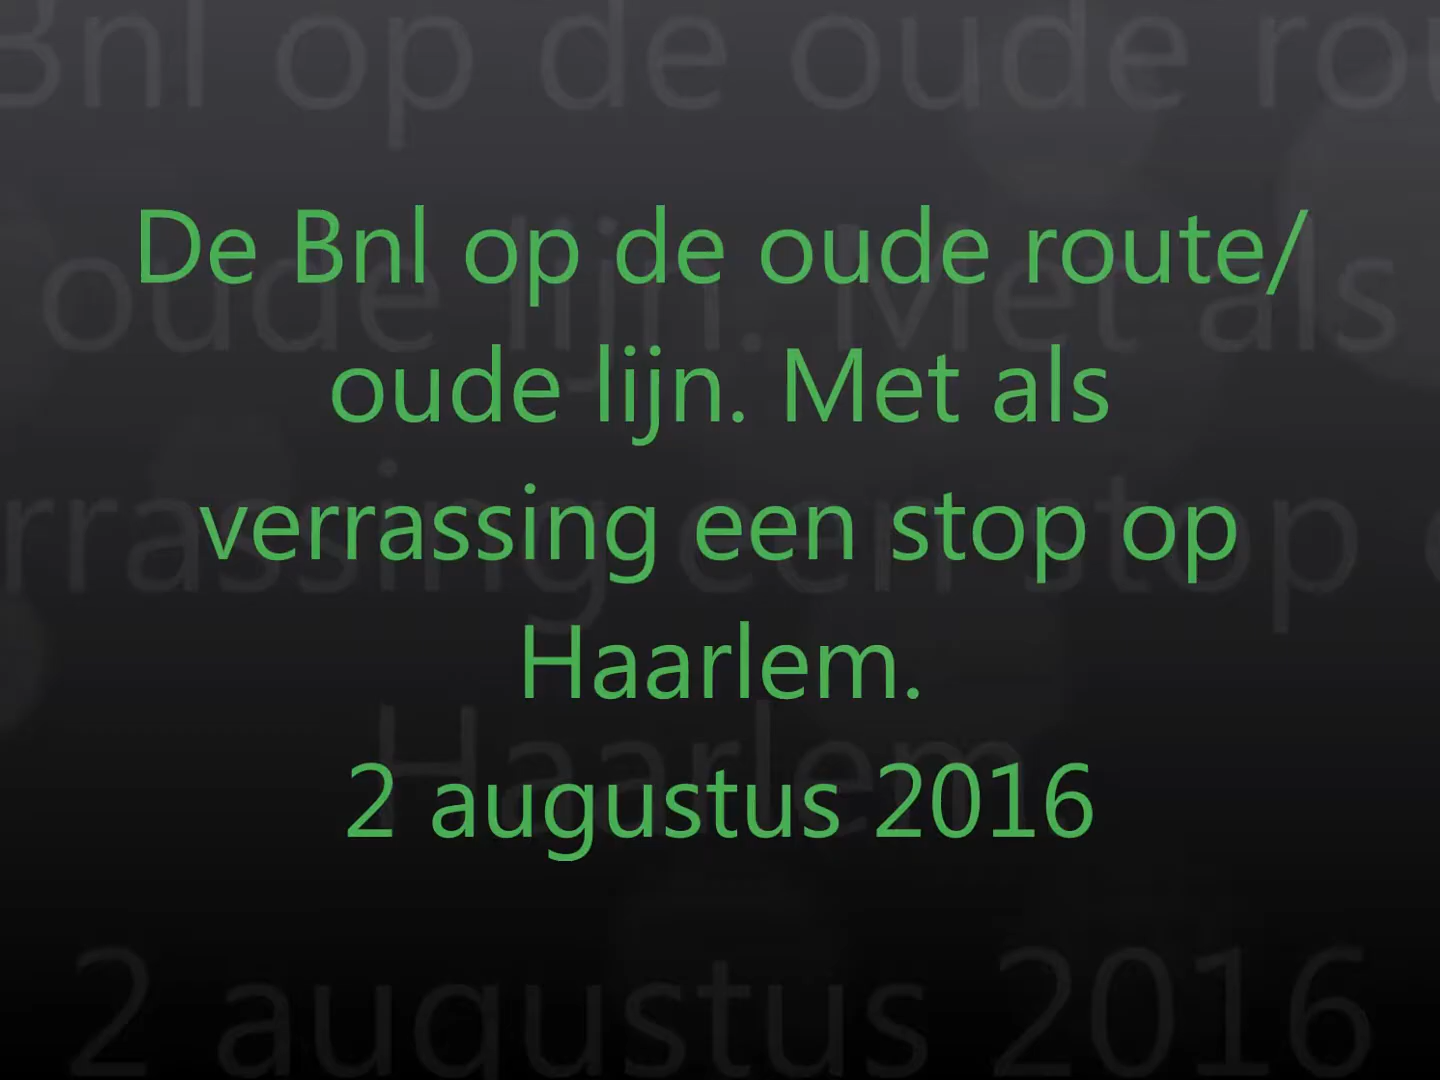 De Bnl op de oude route/
oude lijn. Met als
verrassing een stop op
Haarlem.
2 augustus 2016